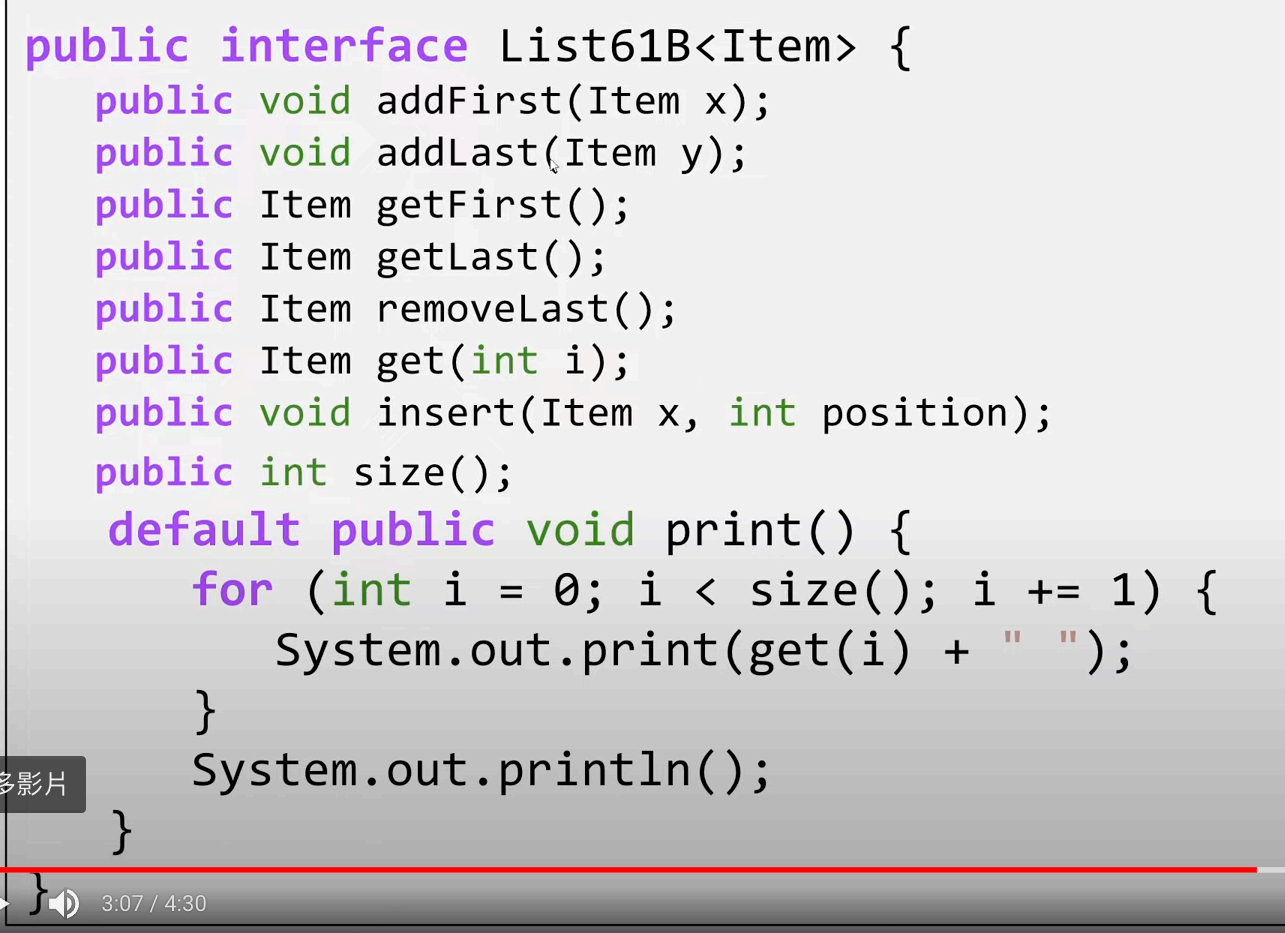 public interface List61B<Item> {
public void addFirst(Item x);
public void addLast(Item y);
public Item getFirst();
public Item getLast();
public Item removeLast();
public Item get(int i);
public void insert(Item x, int position);
public int size();
default public void print() {
for (int i = 0; i < size(); i += 1) {
System.out.print(get(i) + " ");
}
System.out.println();
多影片
}
}
3:07 / 4:30